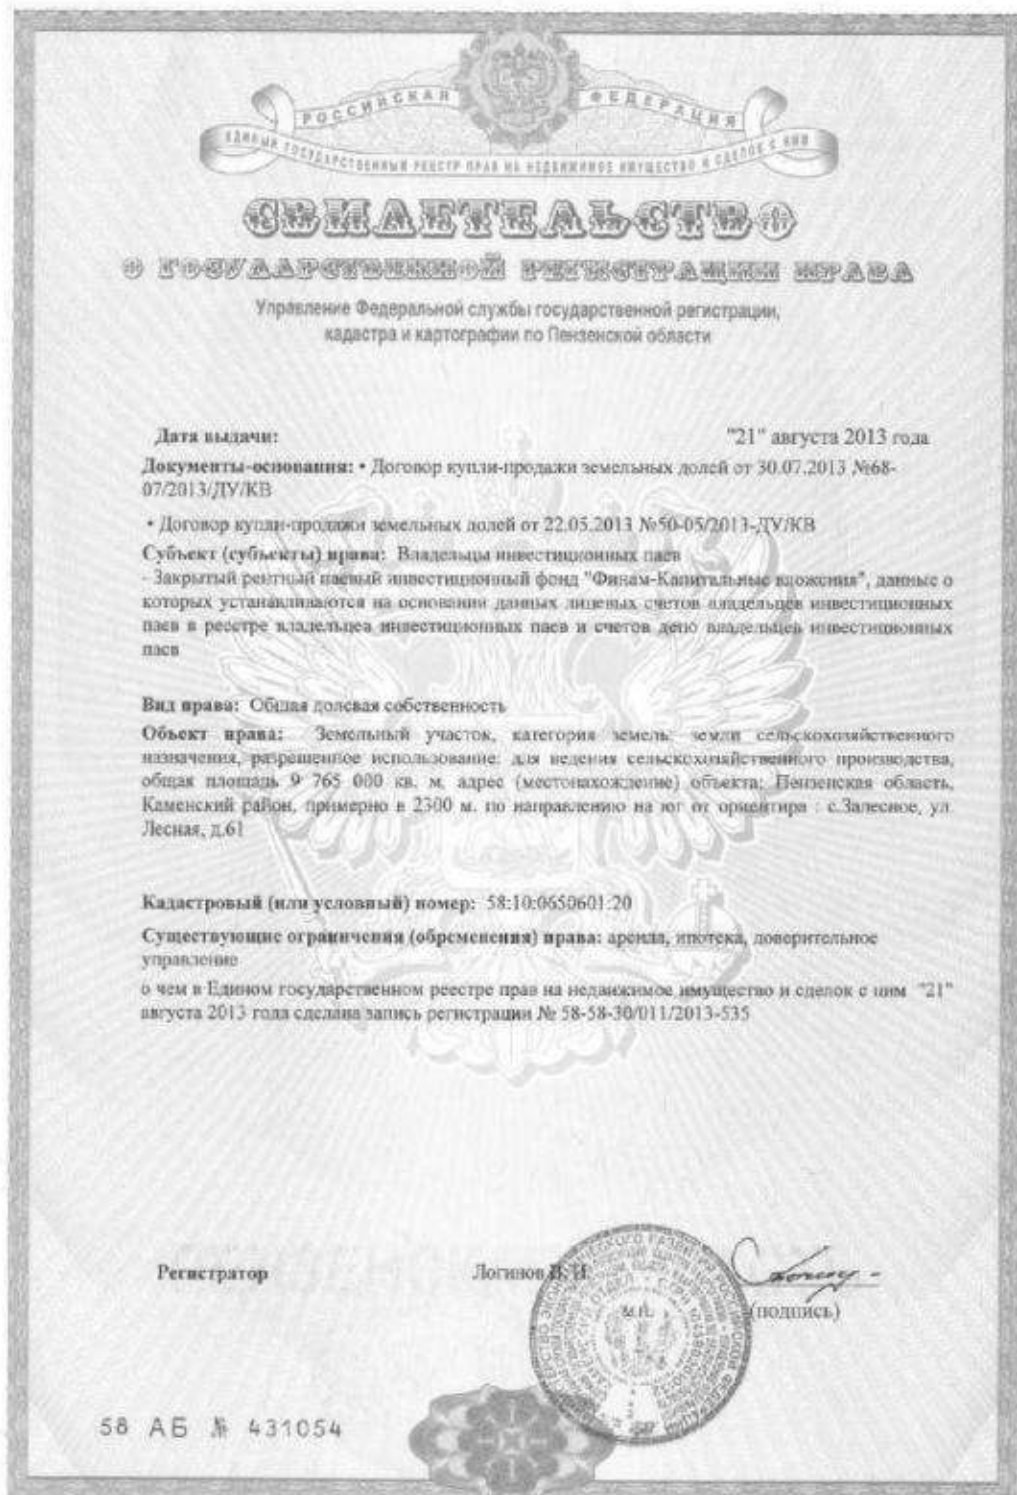 РОССИЙСКАЯ ФЕДЕРАЦИЯ
ЕДИНЫЙ ГОСУДАРСТВЕННЫЙ РЕЕСТР ПРАВ НА НЕДВИЖИМОЕ ИМУЩЕСТВО И СДЕЛОК С НИМ
СВИДЕТЕЛЬСТВО
О ГОСУДАРСТВЕННОЙ РЕГИСТРАЦИИ ПРАВА
Управление Федеральной службы государственной регистрации,
кадастра и картографии по Пензенской области
Дата выдачи: "21" августа 2013 года
Документы-основания: • Договор купли-продажи земельных долей от 30.07.2013 №68-
07/2013/ДУ/КВ
• Договор купли-продажи земельных долей от 22.05.2013 №50-05/2013-ДУ/КВ
Субъект (субъекты) права: Владельцы инвестиционных паев
- Закрытый рентный паевый инвестиционный фонд "Финам-Капитальные вложения", данные о
которых устанавливаются на основании данных лицевых счетов владельцев инвестиционных
паев в реестре владельцев инвестиционных паев и счетов депо владельцев инвестиционных
паев
Вид права: Общая долевая собственность
Объект права: Земельный участок, категория земель: земли сельскохозяйственного
назначения, разрешенное использование: для ведения сельскохозяйственного производства,
общая площадь 9 765 000 кв. м, адрес (местонахождение) объекта: Пензенская область,
Каменский район, примерно в 2300 м. по направлению на юг от ориентира : с.Залесное, ул.
Лесная, д.61
Кадастровый (или условный) номер: 58:10:0650601:20
Существующие ограничения (обременения) права: аренда, ипотека, доверительное
управление
о чем в Едином государственном реестре прав на недвижимое имущество и сделок с ним "21"
августа 2013 года сделана запись регистрации № 58-58-30/011/2013-535
Регистратор Логинов В. И.
М.П.
(подпись)
58 АБ № 431054